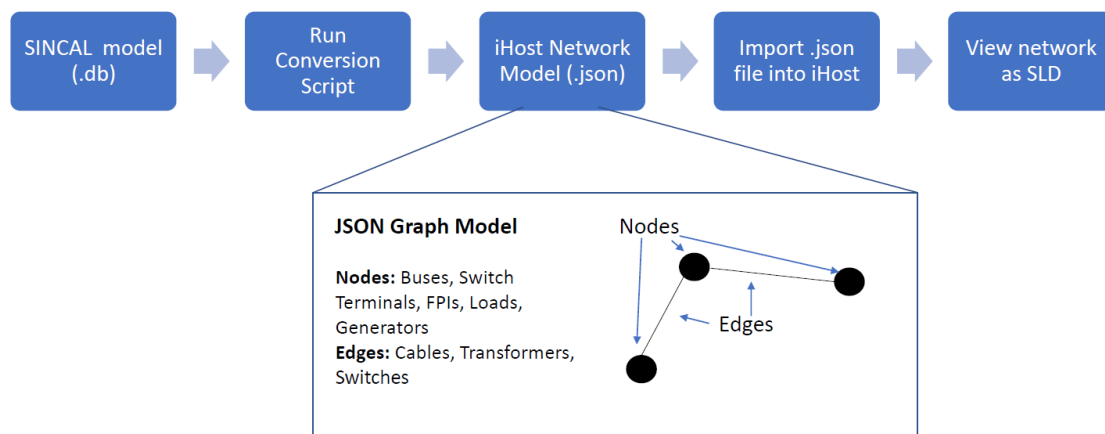 SINCAL model
(.db)
Run
Conversion
Script
iHost Network
Model (.json)
Import .json
file into iHost
View network
as SLD
JSON Graph Model
Nodes: Buses, Switch
Terminals, FPIs, Loads,
Generators
Edges: Cables, Transformers,
Switches
Nodes
Edges